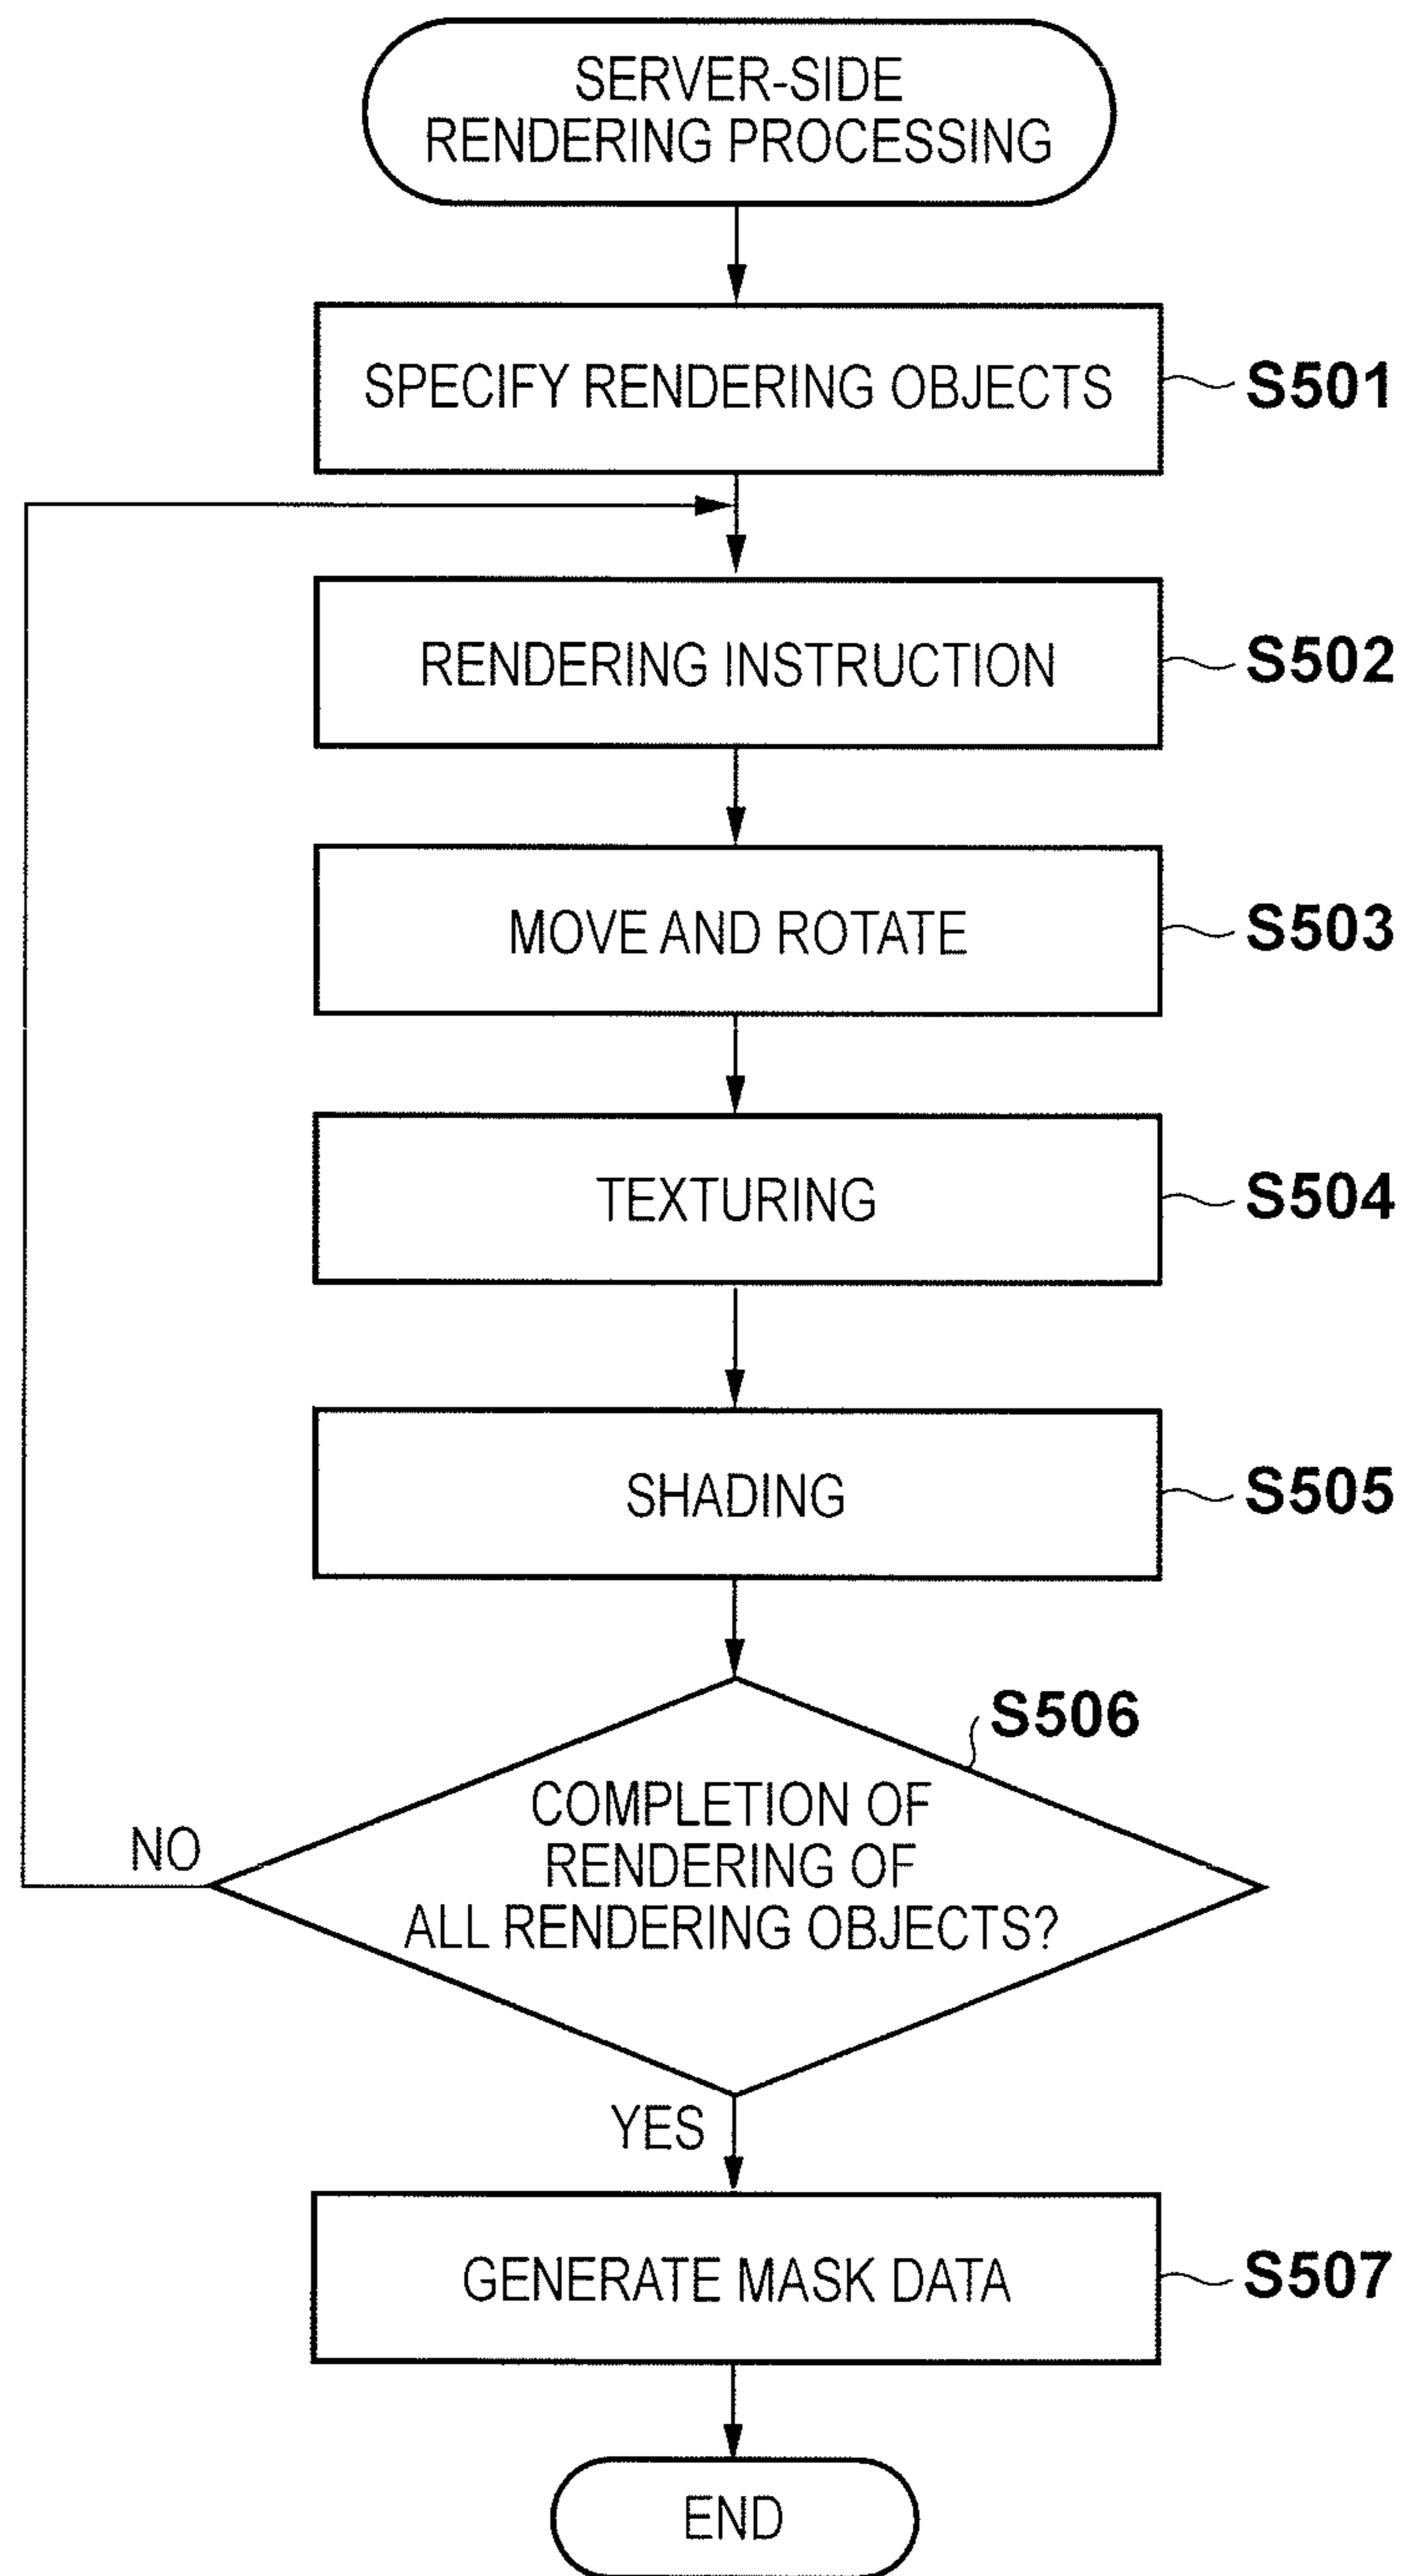 SERVER-SIDE
RENDERING PROCESSING
SPECIFY RENDERING OBJECTS
S501
RENDERING INSTRUCTION
S502
MOVE AND ROTATE
S503
TEXTURING
S504
SHADING
S505
S506
COMPLETION OF
RENDERING OF
ALL RENDERING OBJECTS?
NO
YES
GENERATE MASK DATA
S507
END